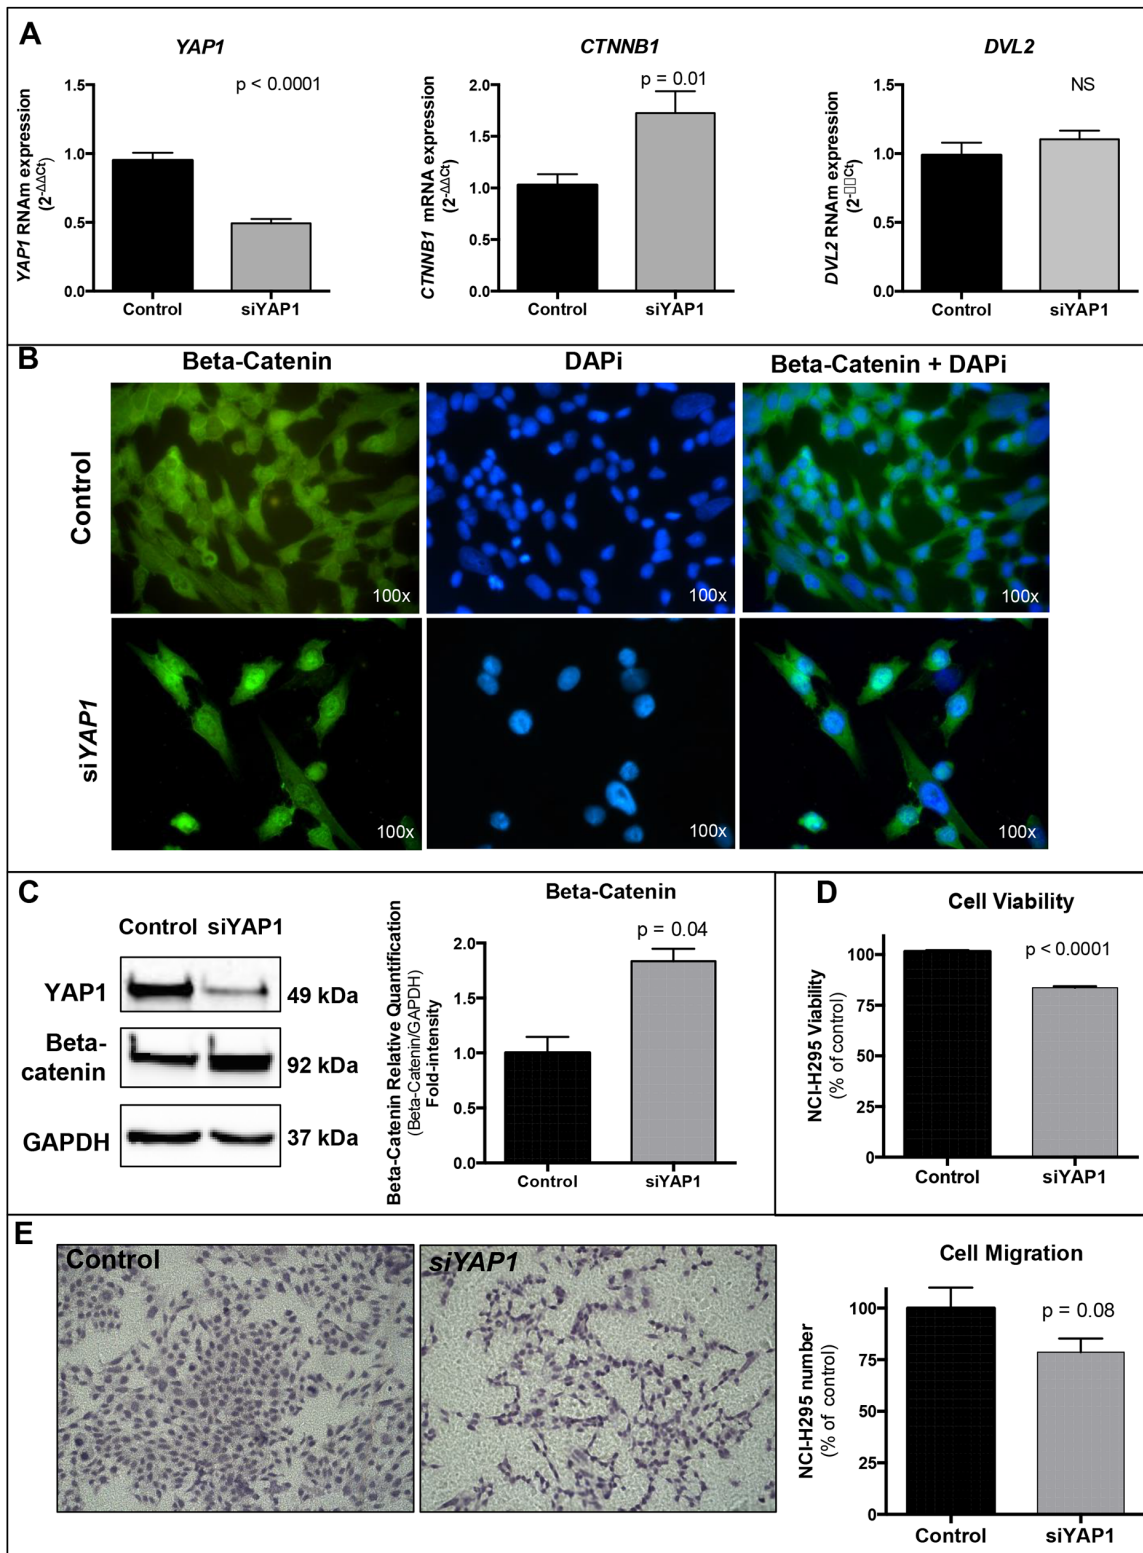 A
YAP1
CTNNB1
DVL2
p < 0.0001
p = 0.01
NS
YAP1 RNAm expression
(2-ΔΔCt)
1.5
1.0
0.5
0.0
Control
siYAP1
CTNNB1 mRNA expression
(2-ΔΔCt)
2.0
1.5
1.0
0.5
0.0
Control
siYAP1
DVL2 RNAm expression
(2-□□Ct)
1.5
1.0
0.5
0.0
Control
siYAP1
B
Beta-Catenin
DAPi
Beta-Catenin + DAPi
Control
100x
100x
100x
siYAP1
100x
100x
100x
C
Control siYAP1
YAP1
49 kDa
Beta-
catenin
92 kDa
GAPDH
37 kDa
Beta-Catenin
p = 0.04
Beta-Catenin Relative Quantification
(Beta-Catenin/GAPDH)
Fold-intensity
2.0
1.5
1.0
0.5
0.0
Control
siYAP1
D
Cell Viability
p < 0.0001
NCI-H295 Viability
(% of control)
100
75
50
25
0
Control
siYAP1
E
Control
siYAP1
Cell Migration
p = 0.08
NCI-H295 number
(% of control)
100
75
50
25
0
Control
siYAP1